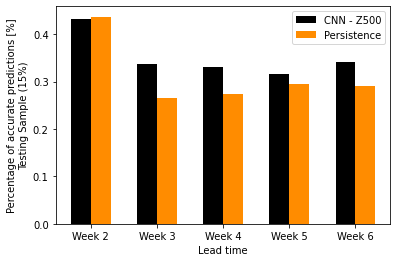 Percentage of accurate predictions [%]
Testing Sample (15%)
0.4
0.3
0.2
0.1
0.0
CNN - Z500
Persistence
Week 2 Week 3 Week 4 Week 5 Week 6
Lead time